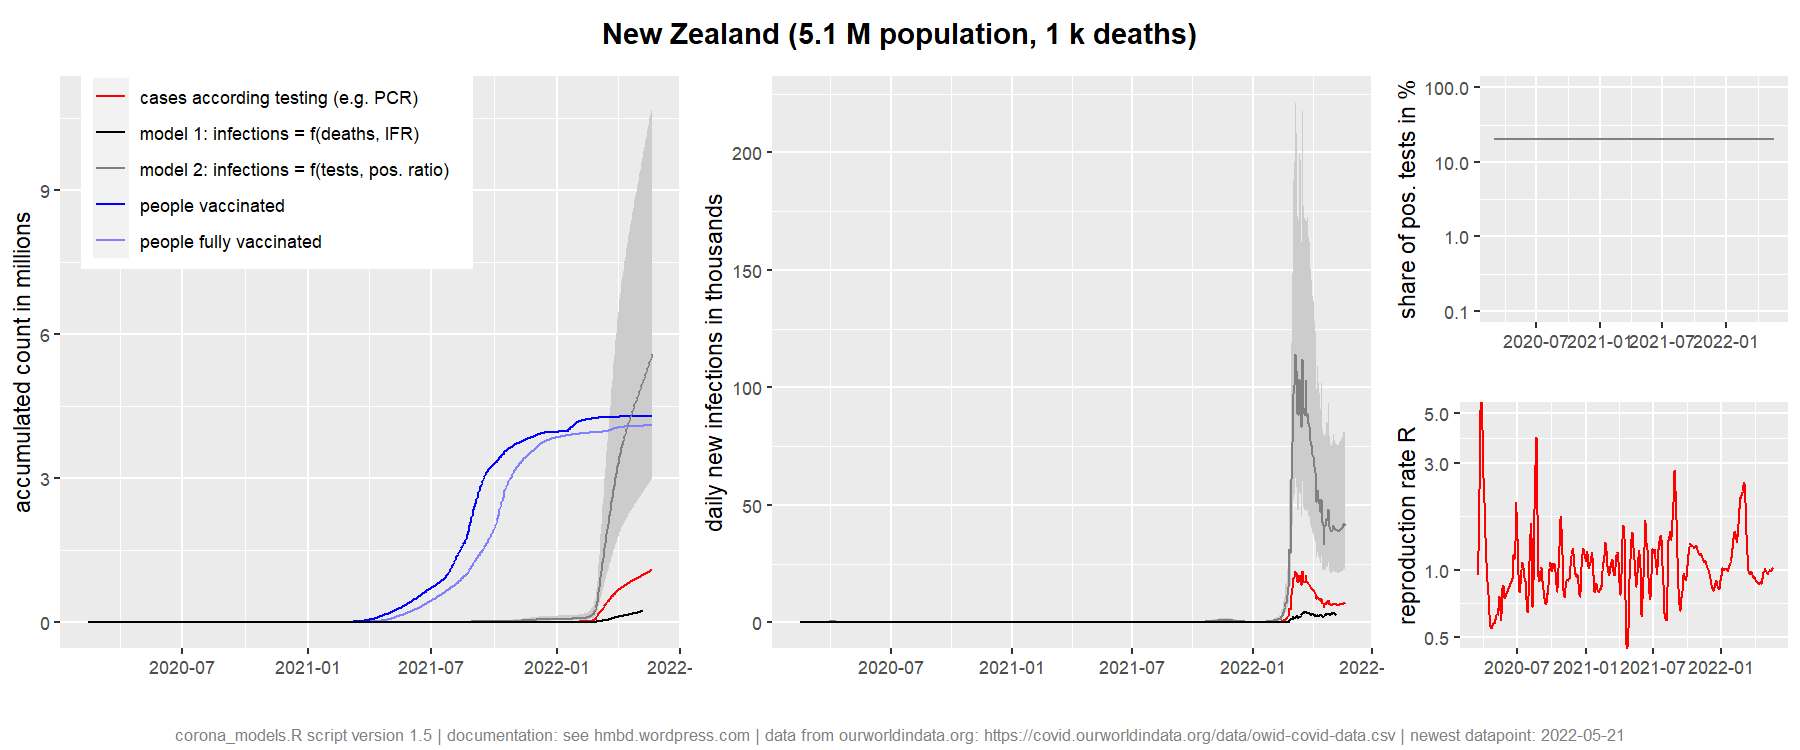 New Zealand (5.1 M population, 1 k deaths)
cases according testing (e.g. PCR)
model 1: infections = f(deaths, IFR)
model 2: infections = f(tests, pos. ratio)
people vaccinated
people fully vaccinated
accumulated count in millions
9
6
3
0
2020-07 2021-01 2021-07 2022-01 2022-
daily new infections in thousands
200
150
100
50
0
2020-07 2021-01 2021-07 2022-01 2022-
share of pos. tests in %
100.0
10.0
1.0
0.1
2020-07 2021-01 2021-07 2022-01
reproduction rate R
5.0
3.0
1.0
0.5
2020-07 2021-01 2021-07 2022-01
corona_models.R script version 1.5 | documentation: see hmbd.wordpress.com | data from ourworldindata.org: https://covid.ourworldindata.org/data/owid-covid-data.csv | newest datapoint: 2022-05-21